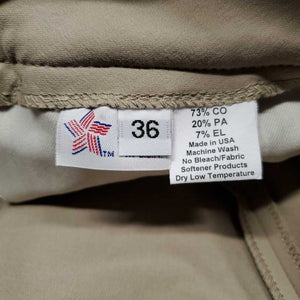 TM
36
73% CO
20% PA
7% EL
Made in USA
Machine Wash
No Bleach/Fabric
Softener Products
Dry Low Temperature